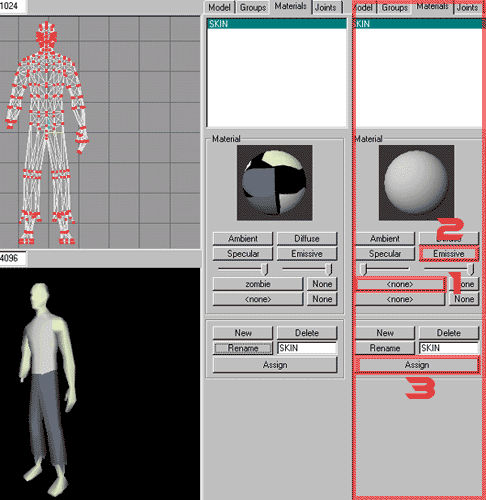 1024
4096
Model Groups Materials Joints
SKIN
Material
Ambient Diffuse
Specular Emissive
zombie None
<none> None
New Delete
Rename SKIN
Assign
Model Groups Materials Joints
SKIN
Material
2
Ambient Diffuse
Specular Emissive
1
<none> None
<none> None
New Delete
Rename SKIN
Assign
3